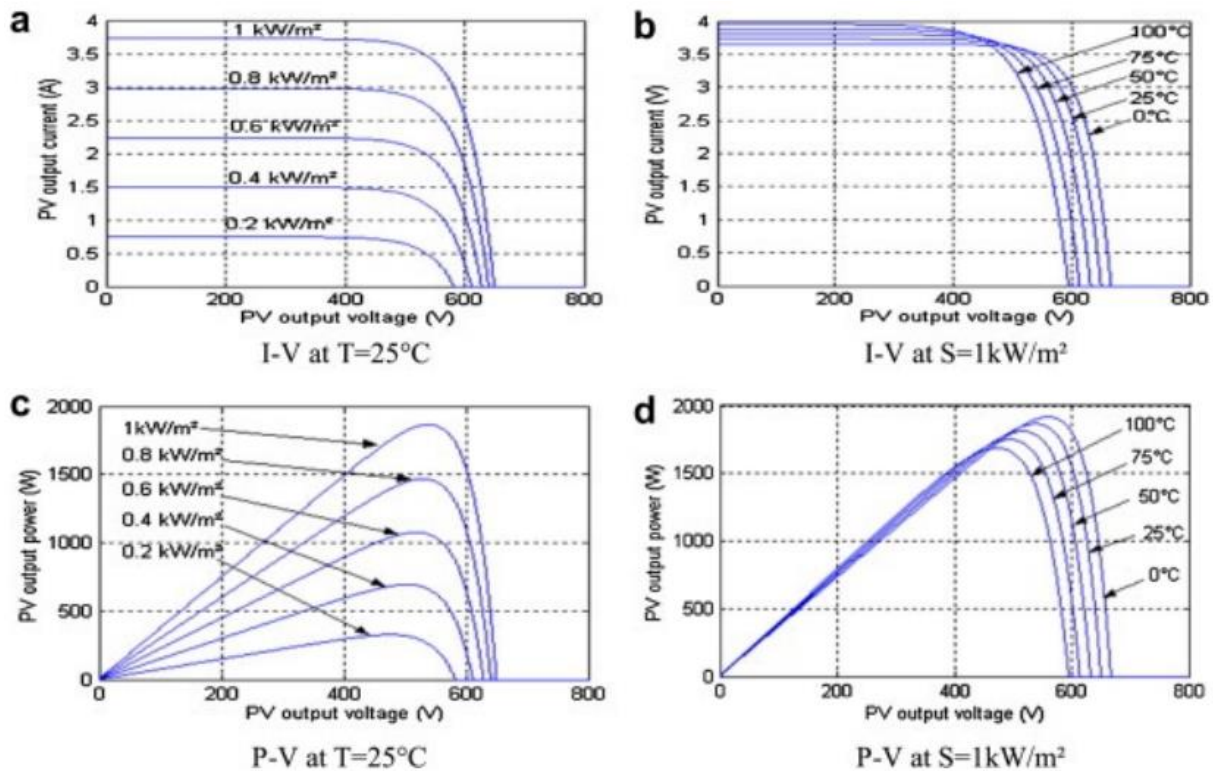 a
PV output current (A)
4
3.5
3
2.5
2
1.5
1
0.5
0
1 kW/m²
0.8 kW/m²
0.6 kW/m²
0.4 kW/m²
0.2 kW/m²
0 200 400 600 800
PV output voltage (V)
I-V at T=25°C
b
PV output current (V)
4
3.5
3
2.5
2
1.5
1
0.5
0
100°C
75°C
50°C
25°C
0°C
0 200 400 600 800
PV output voltage (V)
I-V at S=1kW/m²
c
PV output power (W)
2000
1500
1000
500
0
1kW/m²
0.8 kW/m²
0.6 kW/m²
0.4 kW/m²
0.2 kW/m²
0 200 400 600 800
PV output voltage (V)
P-V at T=25°C
d
PV output power (W)
2000
1500
1000
500
0
100°C
75°C
50°C
25°C
0°C
0 200 400 600 800
PV output voltage (V)
P-V at S=1kW/m²